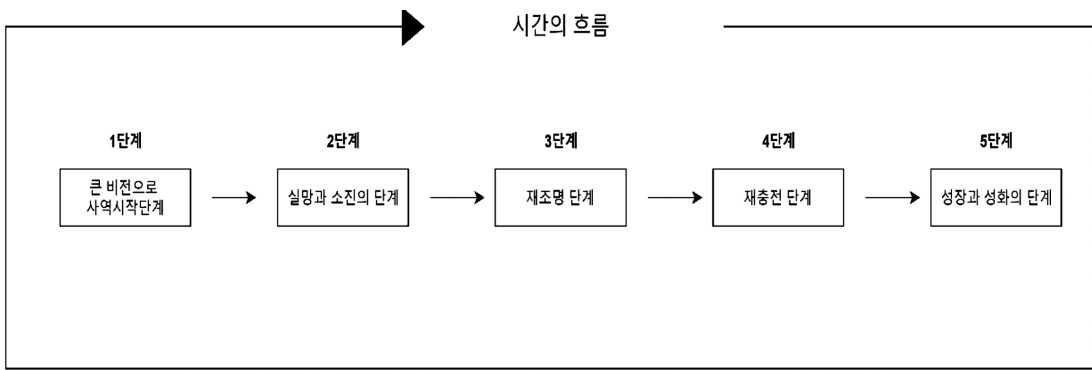 시간의 흐름
1단계
2단계
3단계
4단계
5단계
큰 비전으로
사역시작단계
실망과 소진의 단계
재조명 단계
재충전 단계
성장과 성화의 단계